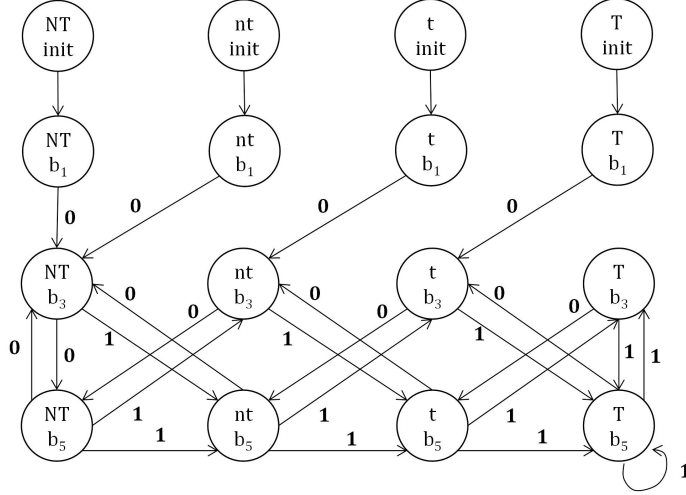 NT nt t T
init init init init
NT nt t T
b1 b1 b1 b1
0 0 0 0
NT nt t T
b3 b3 b3 b3
0 0 0 0 0 0
0 1 1 1 1 1
1 1 1
1 1 1
NT nt t T
b5 b5 b5 b5
1